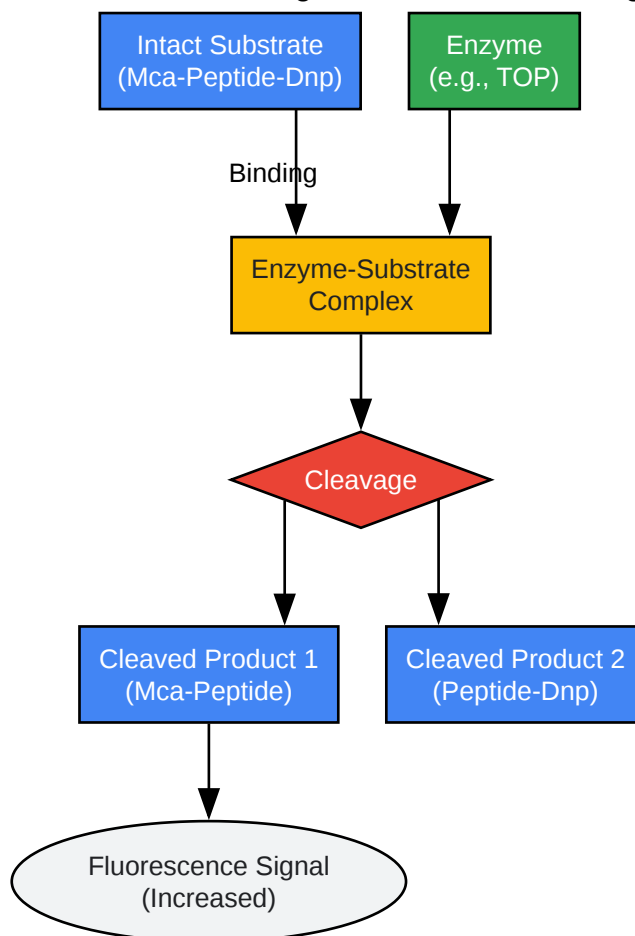 Intact Substrate
(Mca-Peptide-Dnp)
Enzyme
(e.g., TOP)
Binding
Enzyme-Substrate
Complex
Cleavage
Cleaved Product 1
(Mca-Peptide)
Cleaved Product 2
(Peptide-Dnp)
Fluorescence Signal
(Increased)